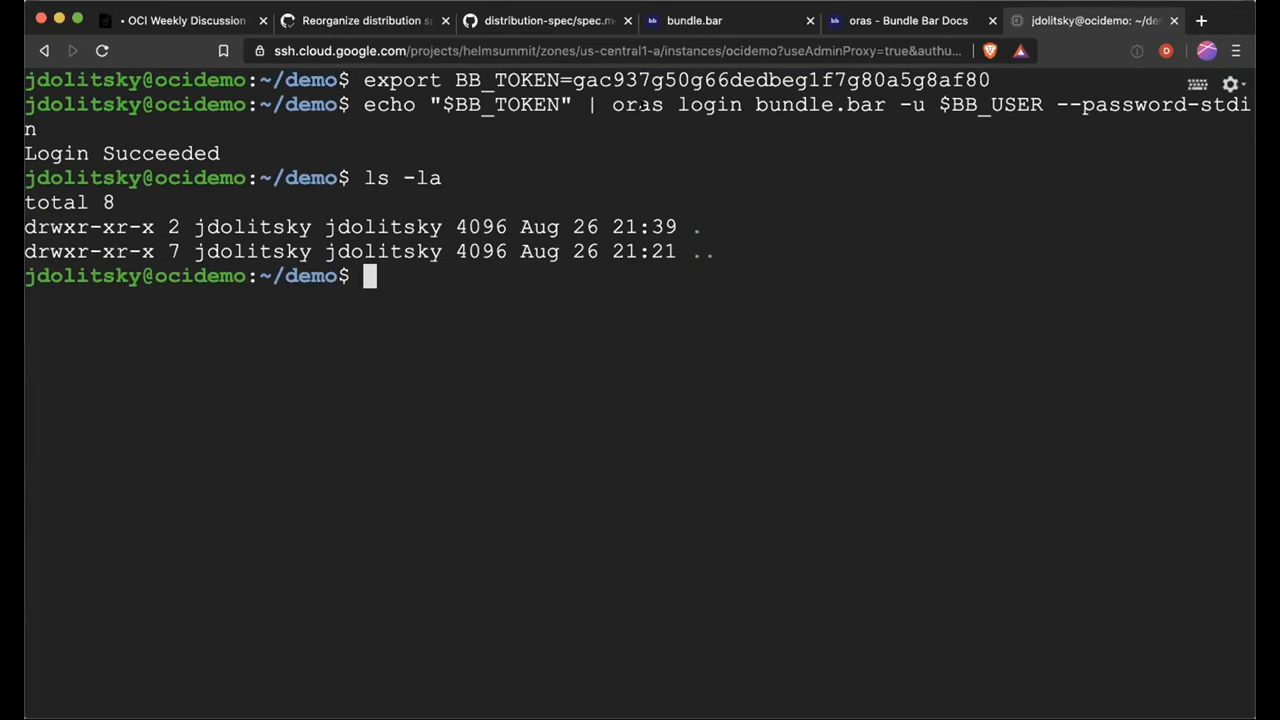 • OCI Weekly Discussion
Reorganize distribution s
distribution-spec/spec.m
bundle.bar
oras - Bundle Bar Docs
jdolitsky@ocidemo: ~/de
ssh.cloud.google.com/projects/helmsummit/zones/us-central1-a/instances/ocidemo?useAdminProxy=true&authu...
jdolitsky@ocidemo:~/demo$ export BB_TOKEN=gac937g50g66dedbeg1f7g80a5g8af80
jdolitsky@ocidemo:~/demo$ echo "$BB_TOKEN" | oras login bundle.bar -u $BB_USER --password-stdi
n
Login Succeeded
jdolitsky@ocidemo:~/demo$ ls -la
total 8
drwxr-xr-x 2 jdolitsky jdolitsky 4096 Aug 26 21:39 .
drwxr-xr-x 7 jdolitsky jdolitsky 4096 Aug 26 21:21 ..
jdolitsky@ocidemo:~/demo$